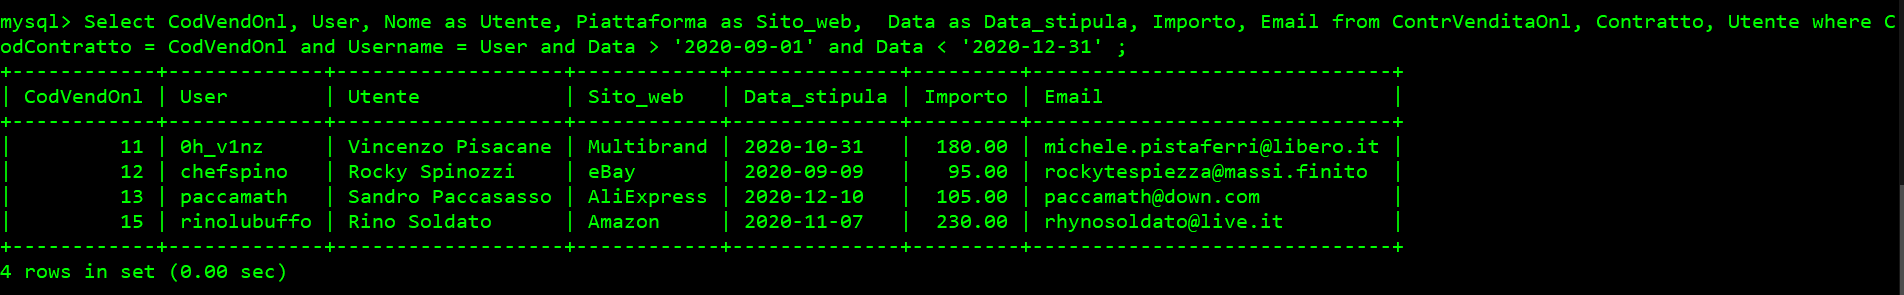 mysql> Select CodVendOnl, User, Nome as Utente, Piattaforma as Sito_web,  Data as Data_stipula, Importo, Email from ContrVenditaOnl, Contratto, Utente where C
odContratto = CodVendOnl and Username = User and Data > '2020-09-01' and Data < '2020-12-31' ;
+------------+-------------+-------------------+-------------+--------------+---------+------------------------------+
| CodVendOnl | User        | Utente            | Sito_web    | Data_stipula | Importo | Email                        |
+------------+-------------+-------------------+-------------+--------------+---------+------------------------------+
|         11 | 0h_v1nz     | Vincenzo Pisacane | Multibrand  | 2020-10-31   |  180.00 | michele.pistaferri@libero.it |
|         12 | chefspino   | Rocky Spinozzi    | eBay        | 2020-09-09   |   95.00 | rockytespiezza@massi.finito  |
|         13 | paccamath   | Sandro Paccasasso | AliExpress  | 2020-12-10   |  105.00 | paccamath@down.com           |
|         15 | rinolubuffo | Rino Soldato      | Amazon      | 2020-11-07   |  230.00 | rhynosoldato@live.it         |
+------------+-------------+-------------------+-------------+--------------+---------+------------------------------+
4 rows in set (0.00 sec)